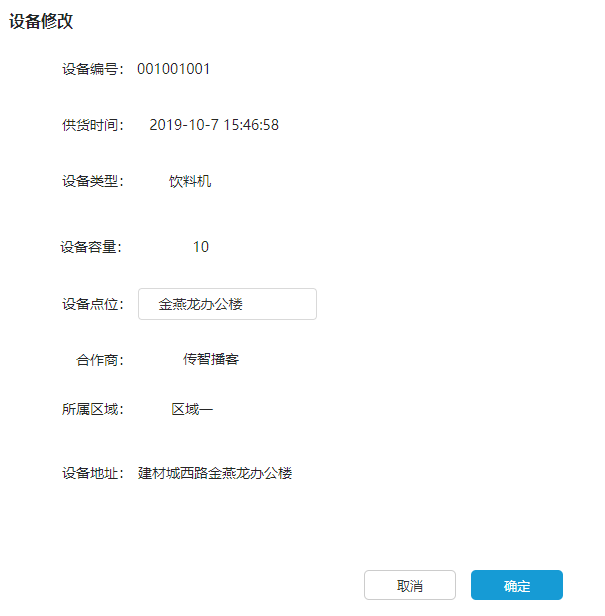 设备修改
设备编号： 001001001
供货时间： 2019-10-7 15:46:58
设备类型： 饮料机
设备容量： 10
设备点位： 金燕龙办公楼
合作商： 传智播客
所属区域： 区域一
设备地址： 建材城西路金燕龙办公楼
取消 确定